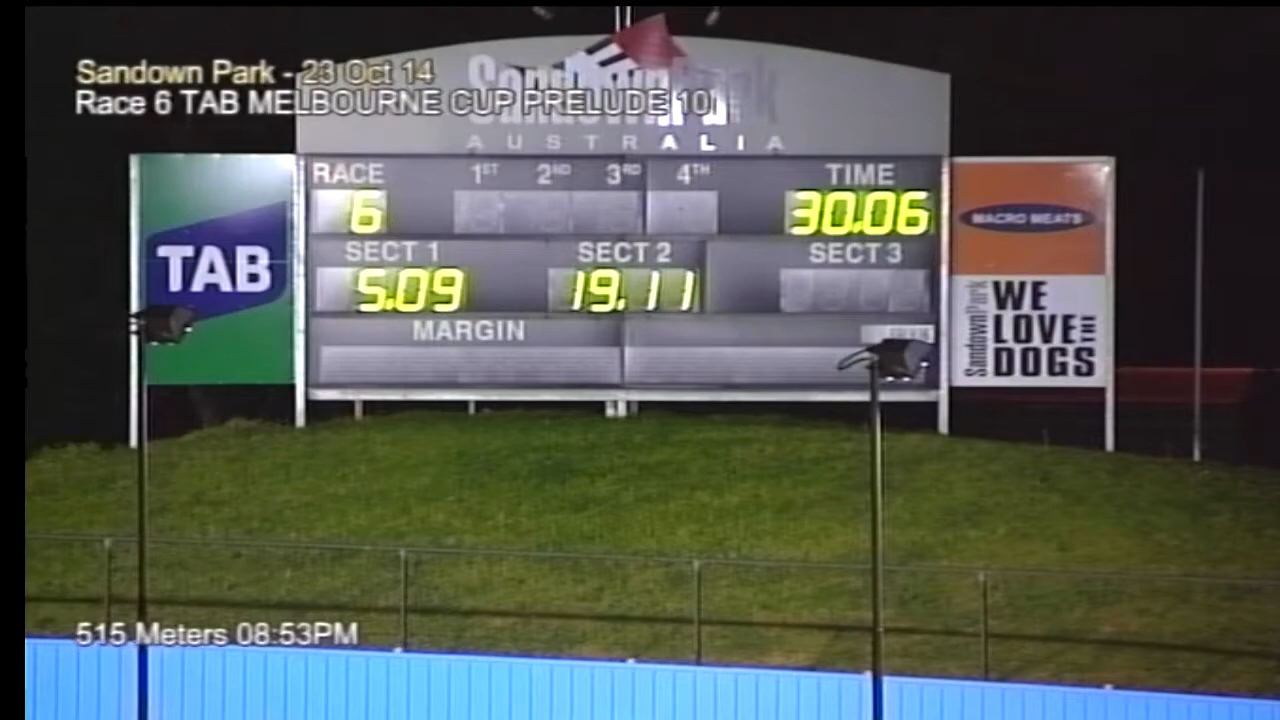 Sandown Park - 23 Oct 14
Race 6 TAB MELBOURNE CUP PRELUDE 10
SandownPark
AUSTRALIA
RACE 1ST 2ND 3RD 4TH TIME
6 30.06
SECT 1 SECT 2 SECT 3
5.09 19.11
MARGIN
TAB
MACRO MEATS
SandownPark
WE
LOVE THE
DOGS
515 Meters 08:53PM